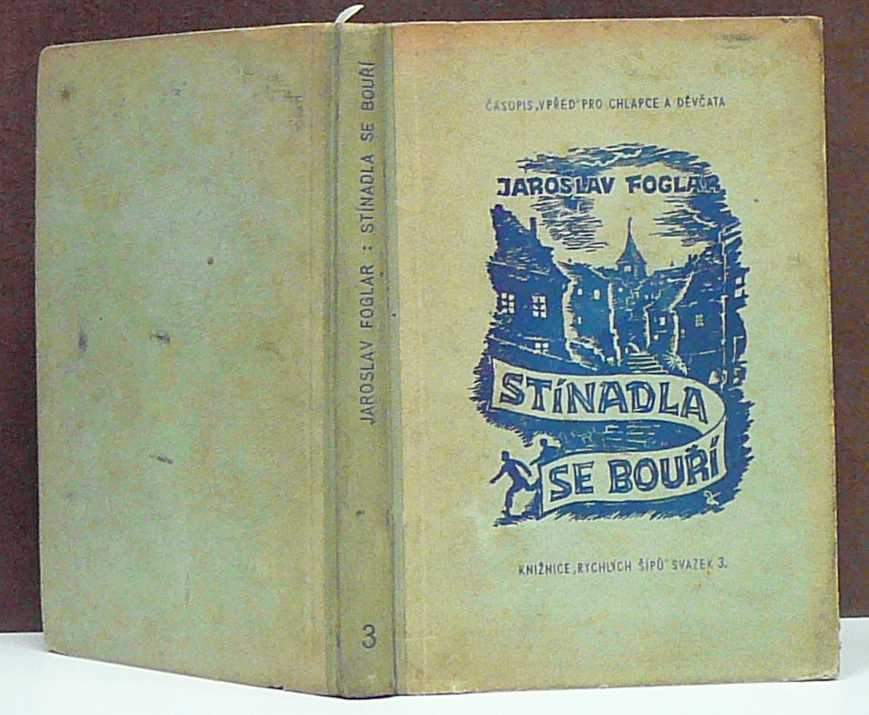 JAROSLAV FOGLAR : STÍNADLA SE BOUŘÍ
3
ČASOPIS „VPŘED" PRO CHLAPCE A DĚVČATA
JAROSLAV FOGLAR
STÍNADLA
SE BOUŘÍ
KNIŽNICE „RYCHLÝCH ŠÍPŮ" SVAZEK 3.